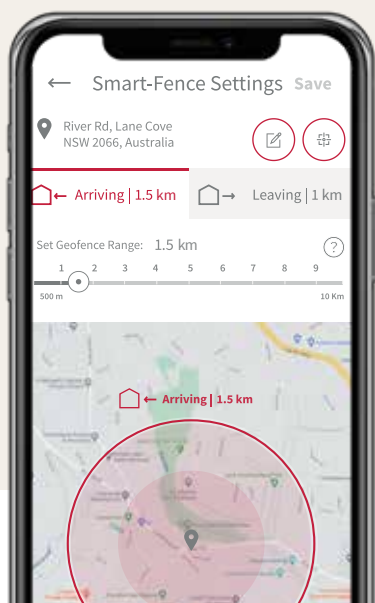 ← Smart-Fence Settings Save
River Rd, Lane Cove
NSW 2066, Australia
← Arriving | 1.5 km
→ Leaving | 1 km
Set Geofence Range: 1.5 km ?
1 2 3 4 5 6 7 8 9
500 m 10 Km
← Arriving | 1.5 km